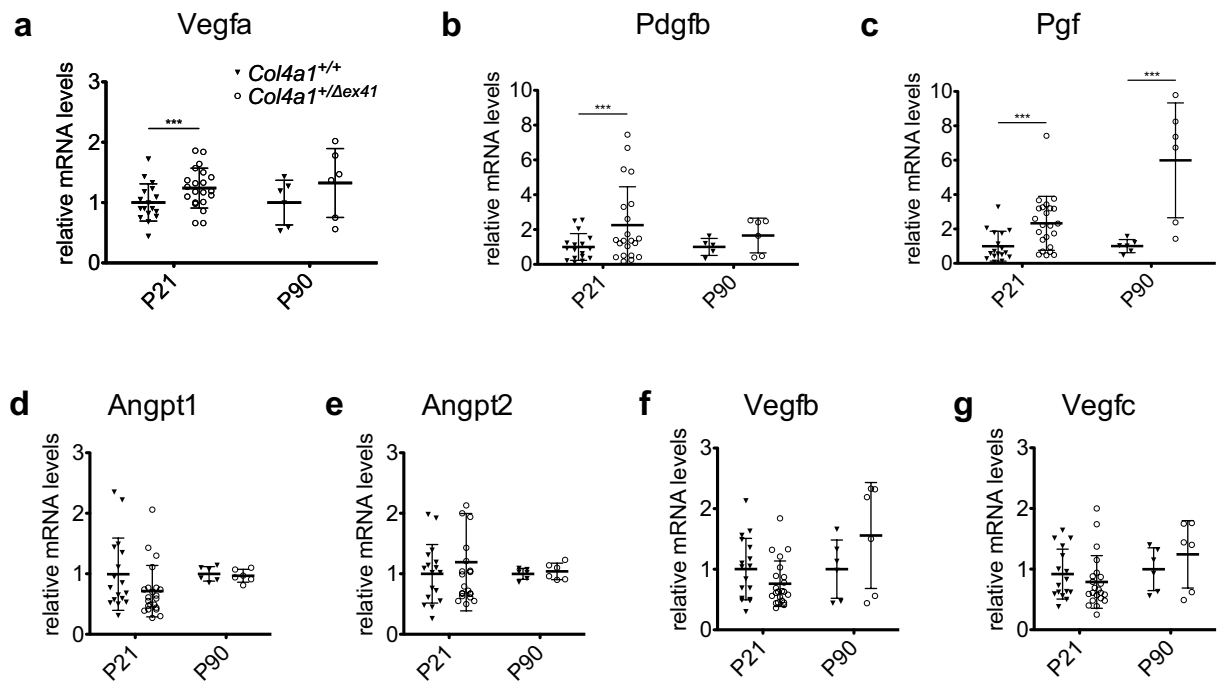 a
Vegfa
relative mRNA levels
3
2
1
0
Col4a1+/+
Col4a1+/Δex41
***
P21
P90
b
Pdgfb
relative mRNA levels
10
8
6
4
2
0
***
P21
P90
c
Pgf
relative mRNA levels
10
8
6
4
2
0
***
***
P21
P90
d
Angpt1
relative mRNA levels
3
2
1
0
P21
P90
e
Angpt2
relative mRNA levels
3
2
1
0
P21
P90
f
Vegfb
relative mRNA levels
3
2
1
0
P21
P90
g
Vegfc
relative mRNA levels
3
2
1
0
P21
P90